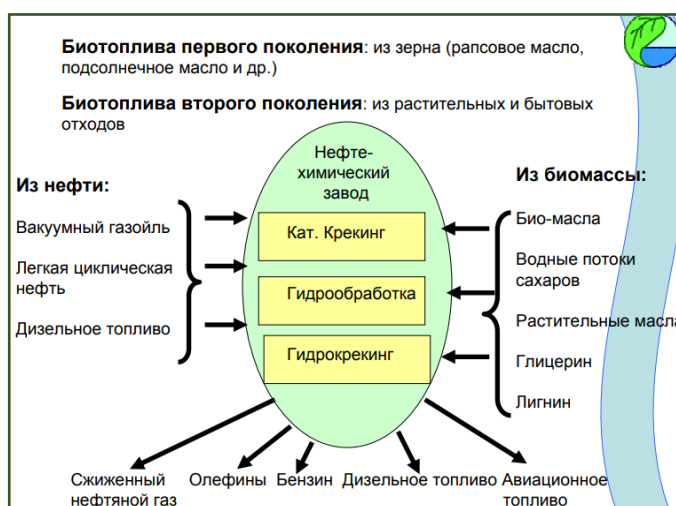 Биотоплива первого поколения: из зерна (рапсовое масло,
подсолнечное масло и др.)
Биотоплива второго поколения: из растительных и бытовых
отходов
Нефте-
химический
завод
Из нефти:
Вакуумный газойль
Легкая циклическая
нефть
Дизельное топливо
Кат. Крекинг
Гидрообработка
Гидрокрекинг
Из биомассы:
Био-масла
Водные потоки
сахаров
Растительные масла
Глицерин
Лигнин
Сжиженный
нефтяной газ
Олефины
Бензин
Дизельное топливо
Авиационное
топливо